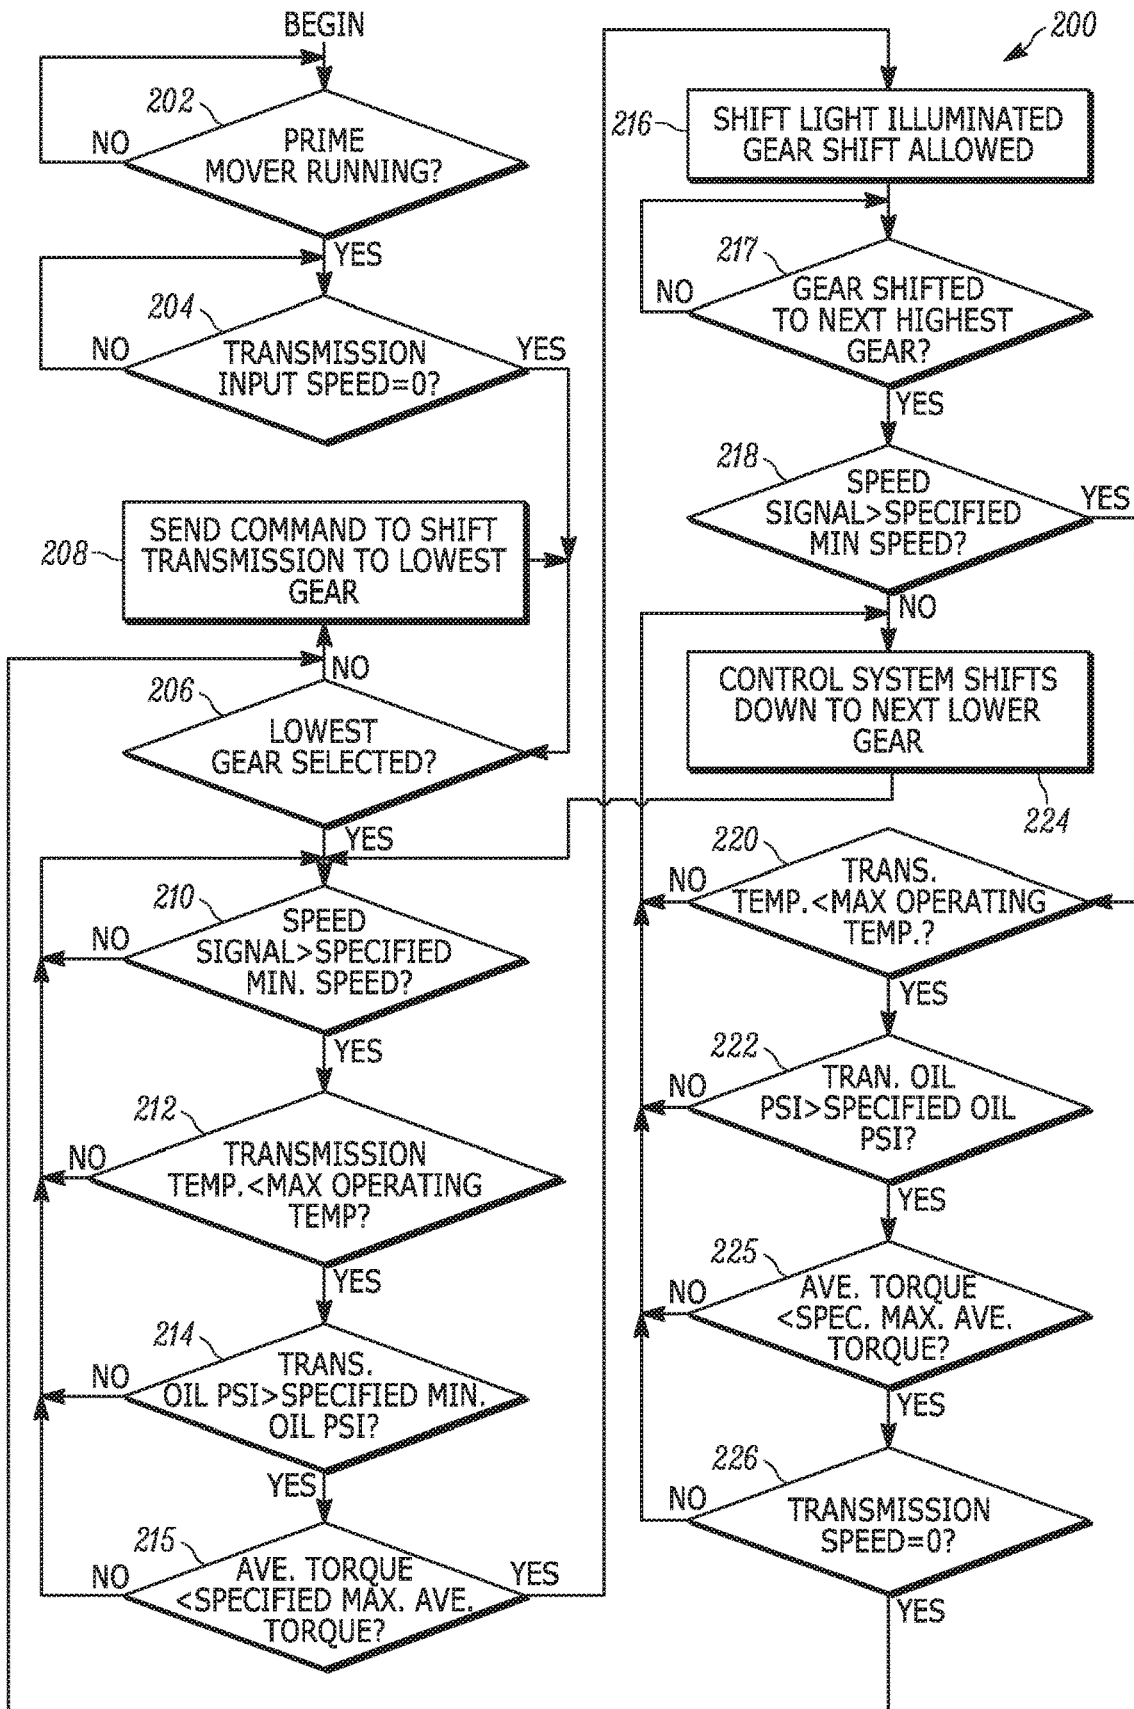 BEGIN
202
NO
PRIME
MOVER RUNNING?
YES
204
NO
TRANSMISSION
INPUT SPEED=0?
YES
208
SEND COMMAND TO SHIFT
TRANSMISSION TO LOWEST
GEAR
NO
206
LOWEST
GEAR SELECTED?
YES
210
NO
SPEED
SIGNAL>SPECIFIED
MIN. SPEED?
YES
212
NO
TRANSMISSION
TEMP.<MAX OPERATING
TEMP?
YES
214
NO
TRANS.
OIL PSI>SPECIFIED MIN.
OIL PSI?
YES
215
NO
AVE. TORQUE
<SPECIFIED MAX. AVE.
TORQUE?
YES
200
216
SHIFT LIGHT ILLUMINATED
GEAR SHIFT ALLOWED
217
NO
GEAR SHIFTED
TO NEXT HIGHEST
GEAR?
YES
218
SPEED
SIGNAL>SPECIFIED
MIN SPEED?
YES
NO
CONTROL SYSTEM SHIFTS
DOWN TO NEXT LOWER
GEAR
224
220
NO
TRANS.
TEMP.<MAX OPERATING
TEMP.?
YES
222
NO
TRAN. OIL
PSI>SPECIFIED OIL
PSI?
YES
225
NO
AVE. TORQUE
<SPEC. MAX. AVE.
TORQUE?
YES
226
NO
TRANSMISSION
SPEED=0?
YES